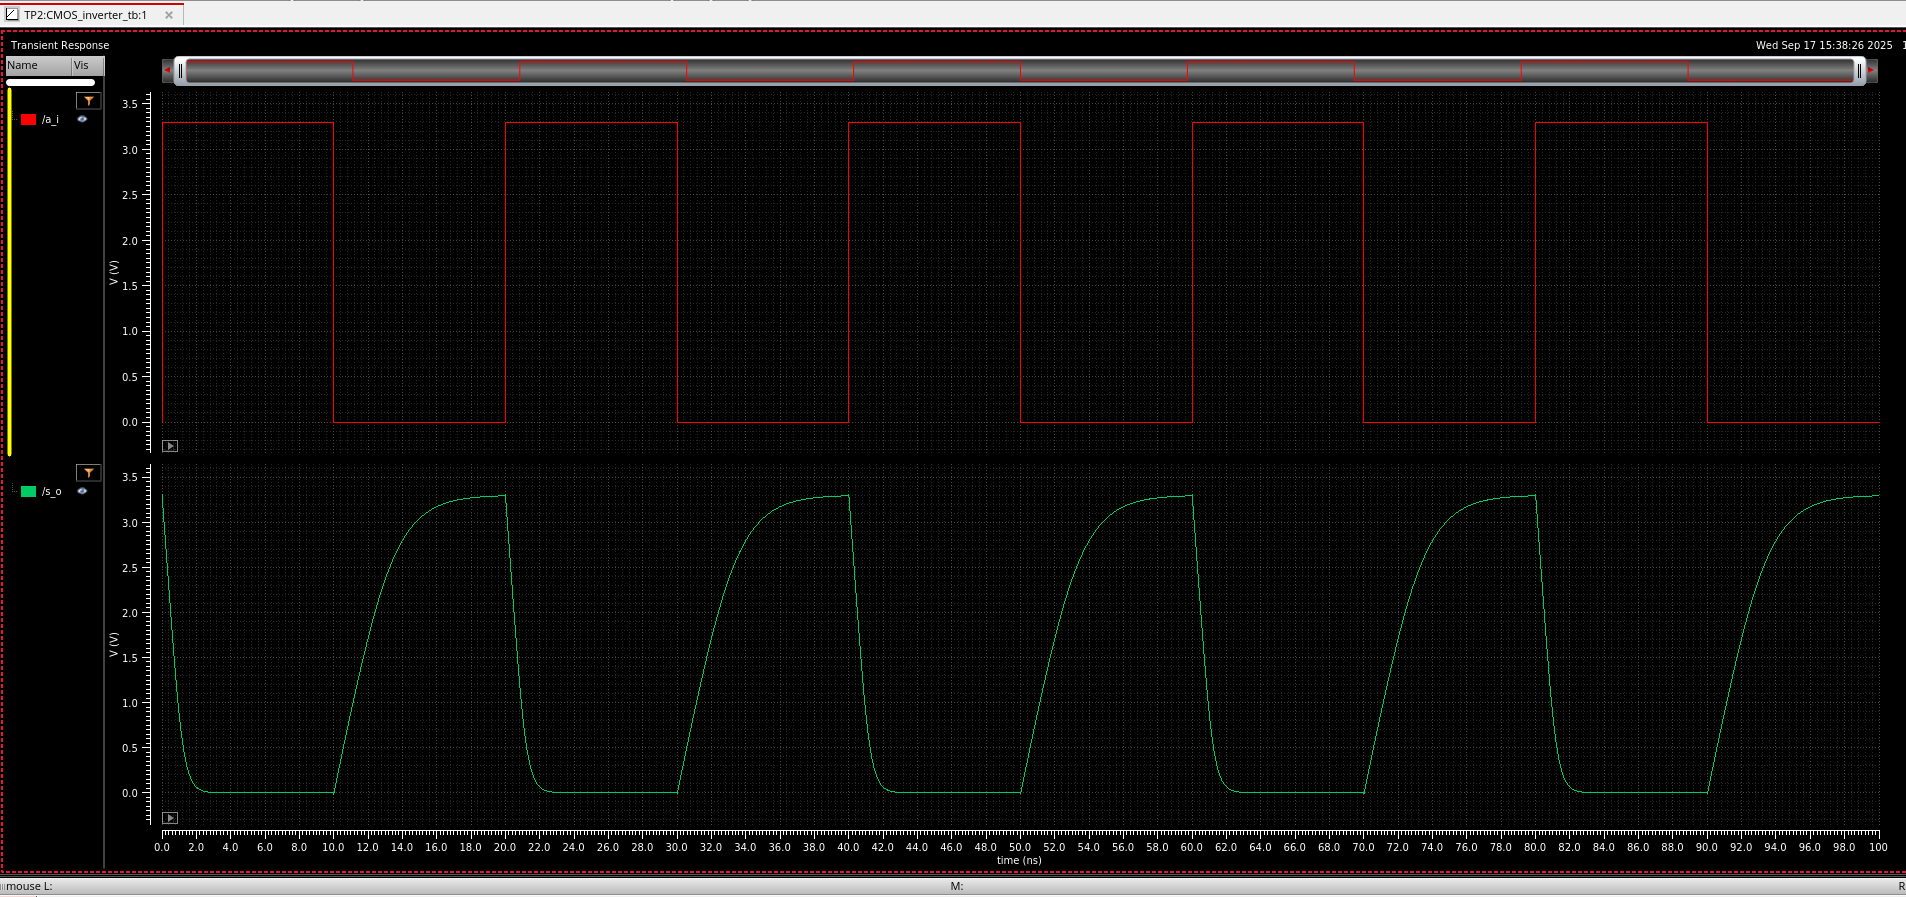 TP2:CMOS_inverter_tb:1
Transient Response
Wed Sep 17 15:38:26 2025 1
Name Vis
/a_i
3.5
3.0
2.5
2.0
1.5
1.0
0.5
0.0
V (V)
/s_o
3.5
3.0
2.5
2.0
1.5
1.0
0.5
0.0
V (V)
0.0 2.0 4.0 6.0 8.0 10.0 12.0 14.0 16.0 18.0 20.0 22.0 24.0 26.0 28.0 30.0 32.0 34.0 36.0 38.0 40.0 42.0 44.0 46.0 48.0 50.0 52.0 54.0 56.0 58.0 60.0 62.0 64.0 66.0 68.0 70.0 72.0 74.0 76.0 78.0 80.0 82.0 84.0 86.0 88.0 90.0 92.0 94.0 96.0 98.0 100
time (ns)
mouse L: M: R